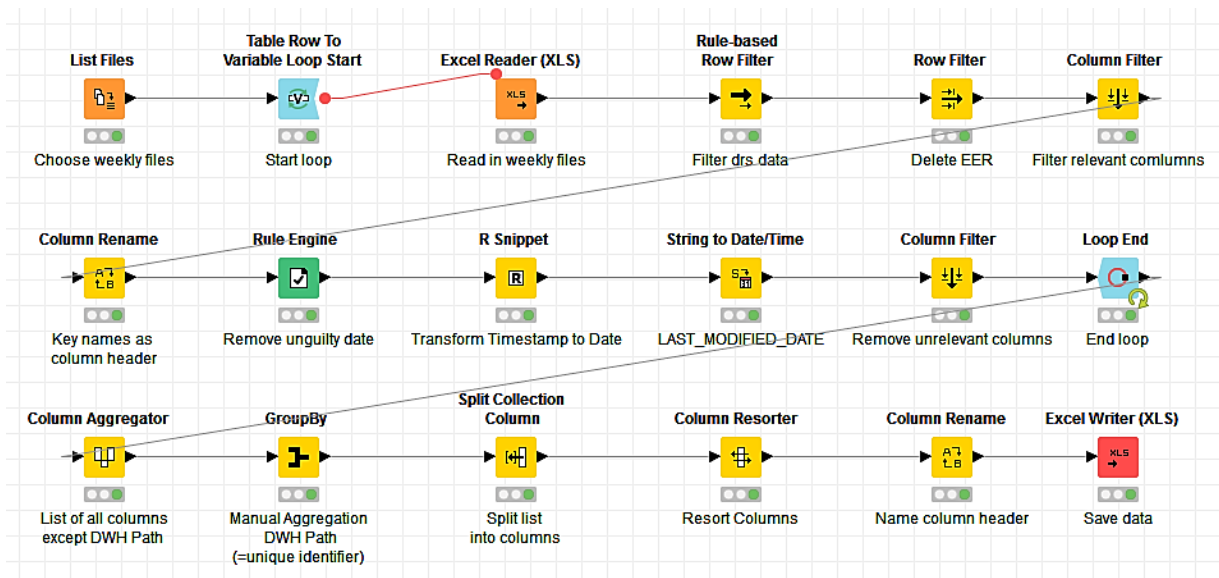 List Files
Table Row To
Variable Loop Start
Excel Reader (XLS)
Rule-based
Row Filter
Row Filter
Column Filter
V
XLS
Choose weekly files
Start loop
Read in weekly files
Filter drs data
Delete EER
Filter relevant comlumns
Column Rename
Rule Engine
R Snippet
String to Date/Time
Column Filter
Loop End
A
B
R
S
Key names as
column header
Remove unguilty date
Transform Timestamp to Date
LAST_MODIFIED_DATE
Remove unrelevant columns
End loop
Column Aggregator
GroupBy
Split Collection
Column
Column Resorter
Column Rename
Excel Writer (XLS)
A
B
XLS
List of all columns
except DWH Path
Manual Aggregation
DWH Path
(=unique identifier)
Split list
into columns
Resort Columns
Name column header
Save data